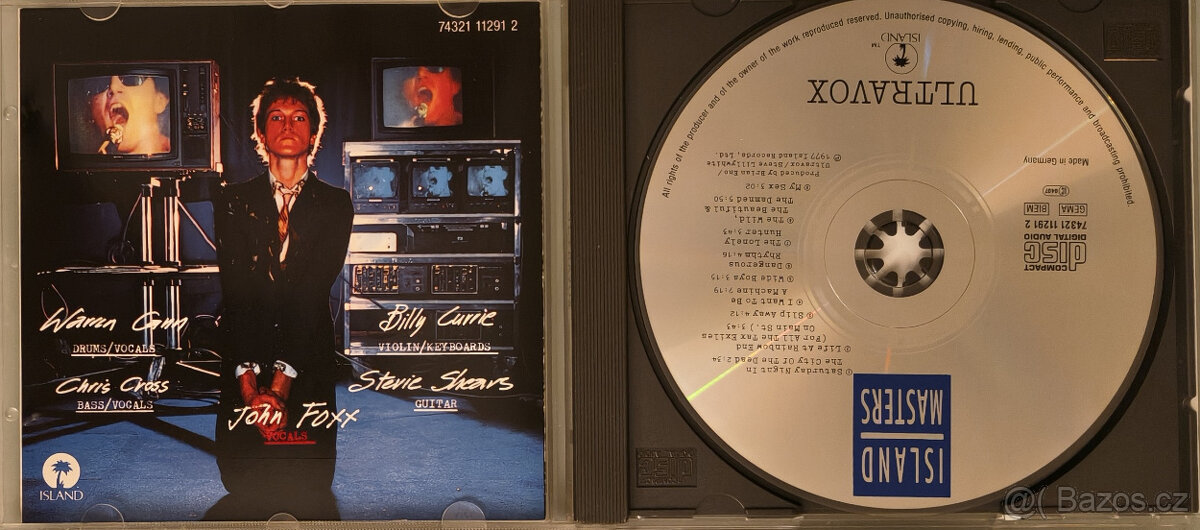 74321 11291 2
Warren Cann
DRUMS/VOCALS
Billy Currie
VIOLIN/KEYBOARDS
Chris Cross
BASS/VOCALS
Stevie Shears
GUITAR
John Foxx
VOCALS
ISLAND
ISLAND
MASTERS
① Saturday Night In
The City Of The Dead 2:34
② Life At Rainbow End
(For All The Tax Exiles
On Main St.) 3:43
③ Slip Away 4:12
④ I Want To Be
A Machine 7:19
⑤ Wide Boys 3:15
⑥ Dangerous
Rhythm 4:16
⑦ The Lonely
Hunter 3:43
⑧ The Wild,
The Beautiful &
The Damned 5:50
⑨ My Sex 3:02
Produced by Brian Eno/
Ultravox/Steve Lillywhite
℗ 1977 Island Records, Ltd.
COMPACT
disc
DIGITAL AUDIO
74321 11291 2
GEMA BIEM
Made in Germany
ULTRAVOX
ISLAND™
All rights of the producer and of the owner of the work reproduced reserved. Unauthorised copying, hiring, lending, public performance and broadcasting prohibited.
@( Bazos.cz